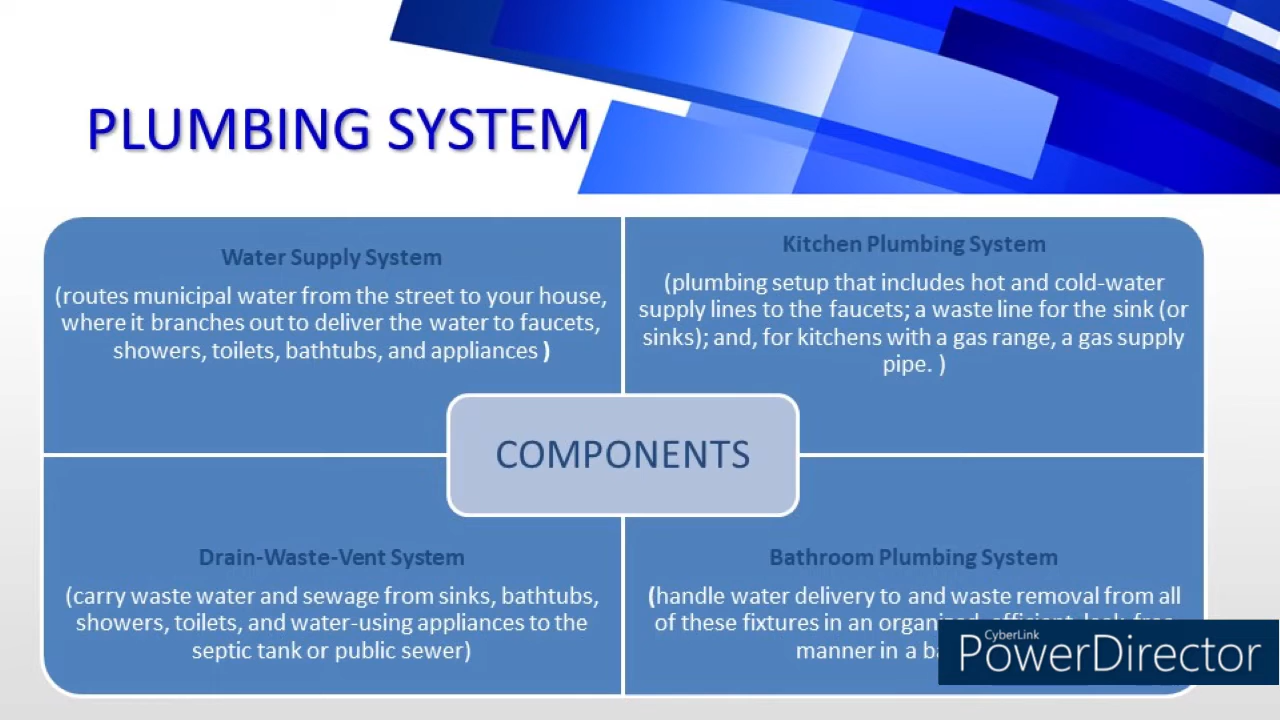 PLUMBING SYSTEM
Water Supply System
(routes municipal water from the street to your house,
where it branches out to deliver the water to faucets,
showers, toilets, bathtubs, and appliances )
Kitchen Plumbing System
(plumbing setup that includes hot and cold-water
supply lines to the faucets; a waste line for the sink (or
sinks); and, for kitchens with a gas range, a gas supply
pipe. )
COMPONENTS
Drain-Waste-Vent System
(carry waste water and sewage from sinks, bathtubs,
showers, toilets, and water-using appliances to the
septic tank or public sewer)
Bathroom Plumbing System
(handle water delivery to and waste removal from all
of these fixtures in an organized, efficient, leak-free
manner in a
CyberLink
PowerDirector